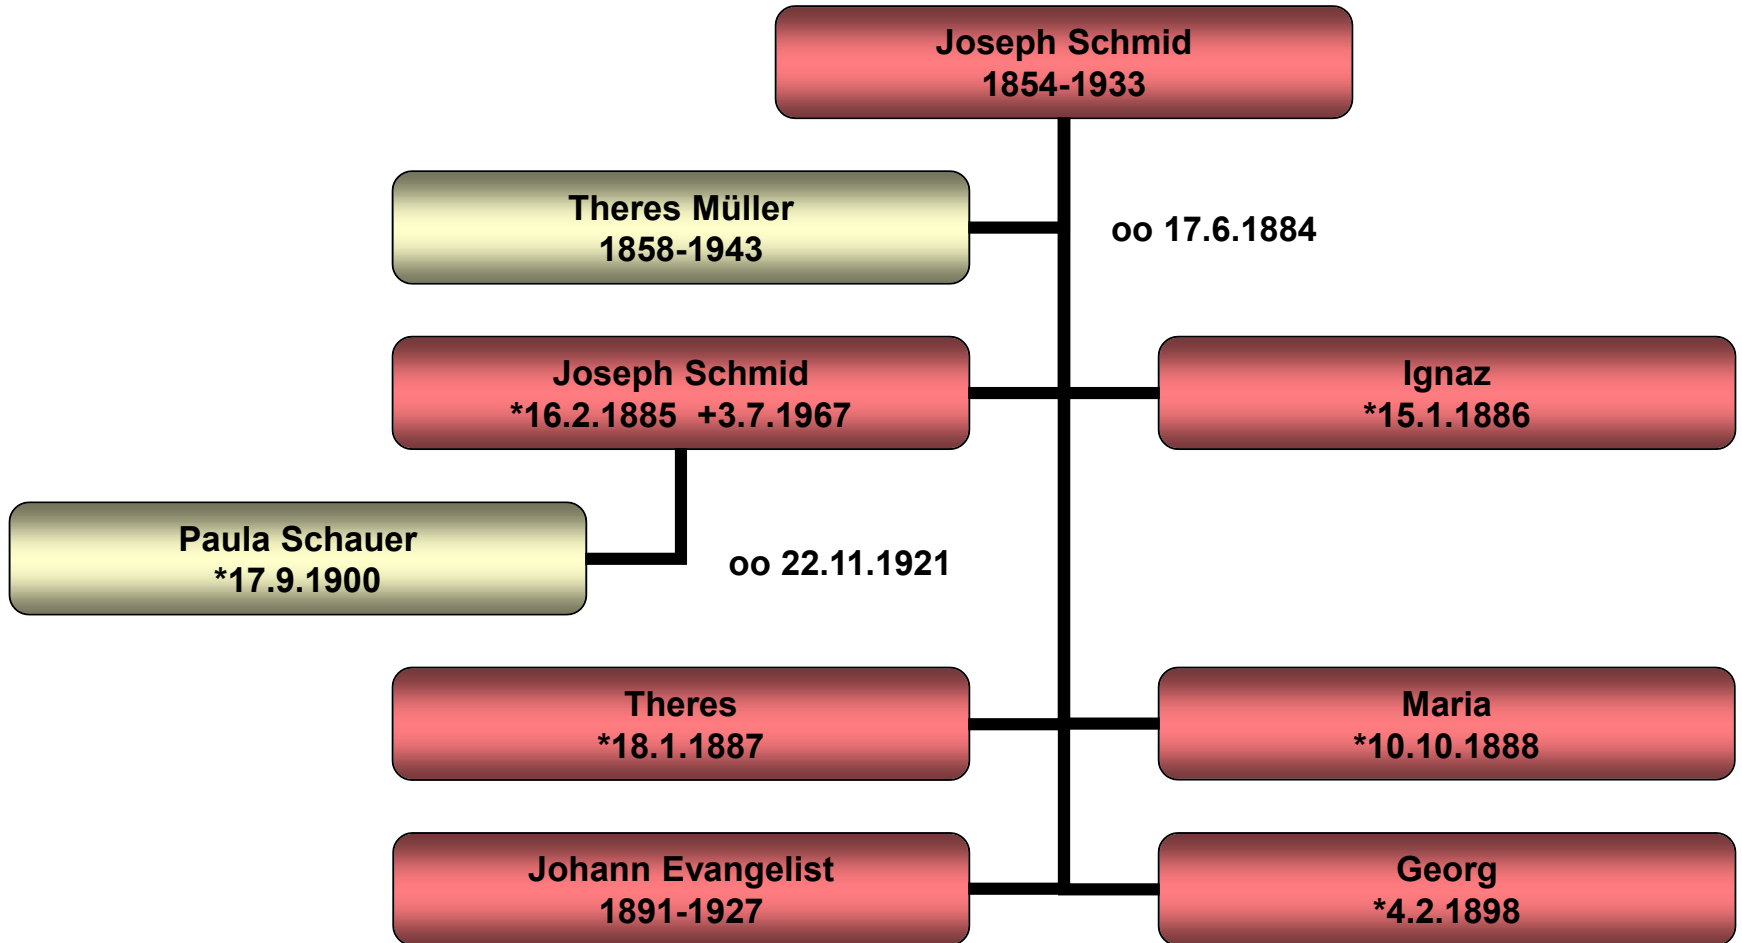 Joseph Schmid
1854-1933
Theres Müller
1858-1943
oo 17.6.1884
Joseph Schmid
*16.2.1885  +3.7.1967
Ignaz
*15.1.1886
Paula Schauer
*17.9.1900
oo 22.11.1921
Theres
*18.1.1887
Maria
*10.10.1888
Johann Evangelist
1891-1927
Georg
*4.2.1898